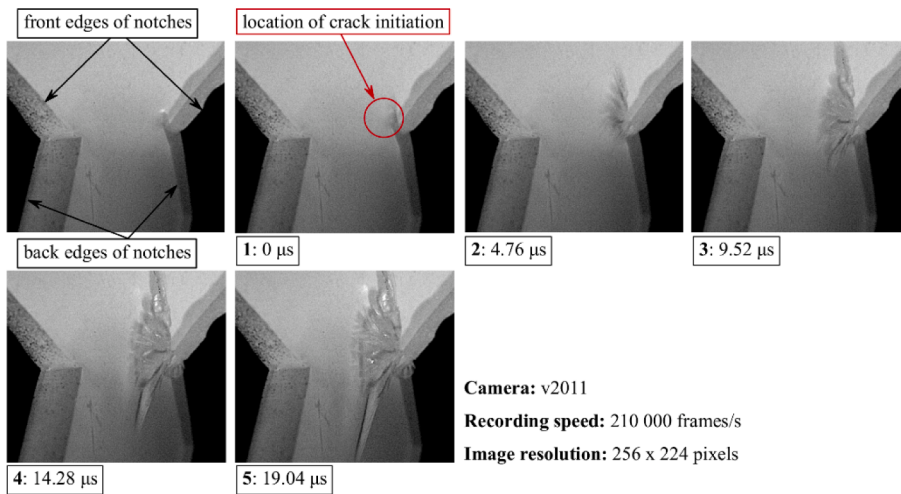 front edges of notches
location of crack initiation
back edges of notches
1: 0 μs
2: 4.76 μs
3: 9.52 μs
4: 14.28 μs
5: 19.04 μs
Camera: v2011
Recording speed: 210 000 frames/s
Image resolution: 256 x 224 pixels